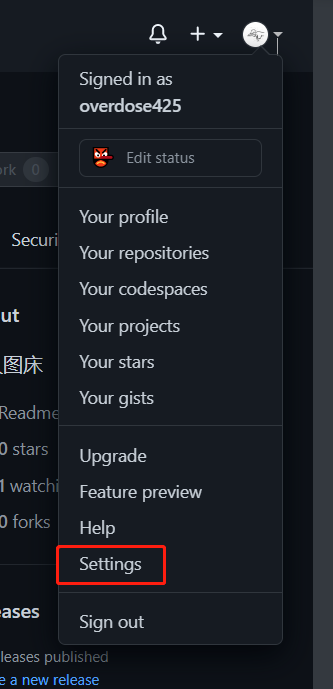 Signed in as
overdose425
rk 0
Edit status
Securi
Your profile
Your repositories
Your codespaces
ut
Your projects
图床
Your stars
Your gists
Readme
0 stars
Upgrade
1 watchi
Feature preview
0 forks
Help
Settings
eases
Sign out
eleases published
e a new release